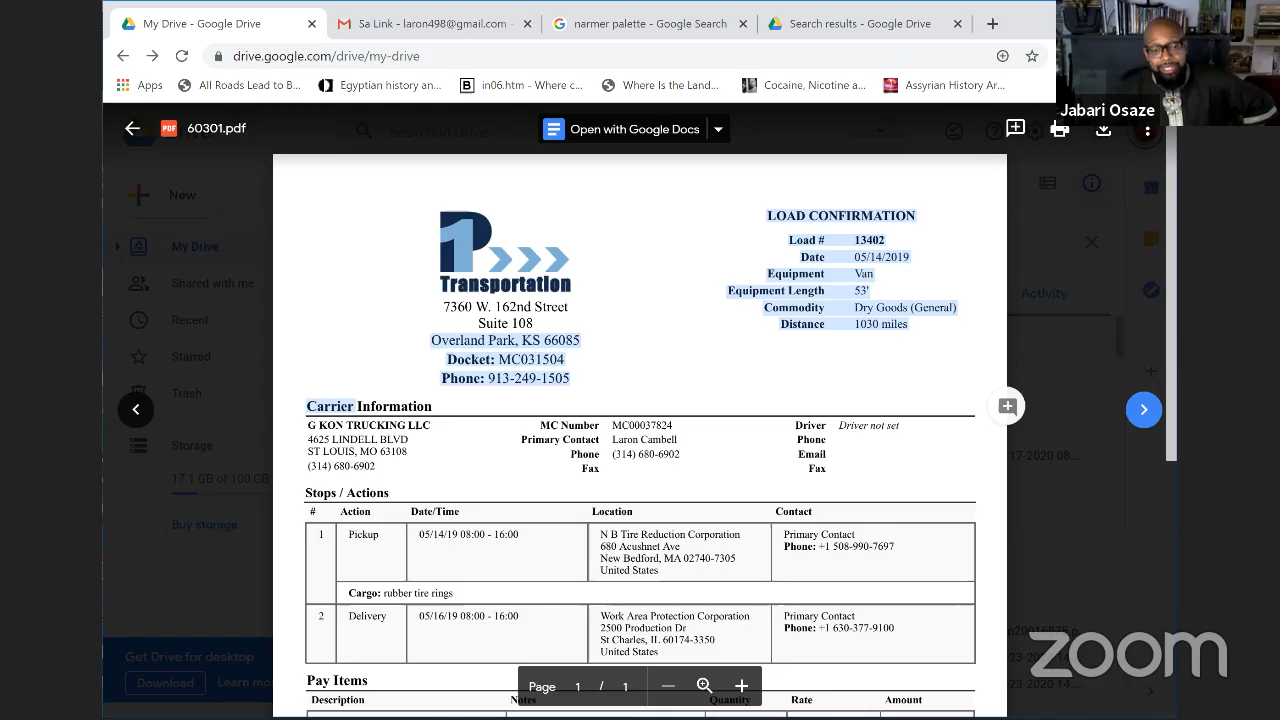 My Drive - Google Drive
Sa Link - laron498@gmail.com -
narmer palette - Google Search
Search results - Google Drive
drive.google.com/drive/my-drive
Apps
All Roads Lead to B...
Egyptian history an...
in06.htm - Where c...
Where Is the Land...
Cocaine, Nicotine a...
Assyrian History Ar...
Jabari Osaze
PDF
60301.pdf
Search in Drive
Open with Google Docs
New
My Drive
Shared with me
Recent
Starred
Trash
Storage
17.1 GB of 100 GB
Buy storage
Get Drive for desktop
Download
Learn mo
Activity
17-2020 08....
1P
Transportation
7360 W. 162nd Street
Suite 108
Overland Park, KS 66085
Docket: MC031504
Phone: 913-249-1505
LOAD CONFIRMATION
Load # 13402
Date 05/14/2019
Equipment Van
Equipment Length 53'
Commodity Dry Goods (General)
Distance 1030 miles
Carrier Information
G KON TRUCKING LLC MC Number MC00037824 Driver Driver not set
4625 LINDELL BLVD Primary Contact Laron Cambell Phone
ST LOUIS, MO 63108 Phone (314) 680-6902 Email
(314) 680-6902 Fax Fax
Stops / Actions
# Action Date/Time Location Contact
1 Pickup 05/14/19 08:00 - 16:00 N B Tire Reduction Corporation Primary Contact
680 Acushnet Ave Phone: +1 508-990-7697
New Bedford, MA 02740-7305
United States
Cargo: rubber tire rings
2 Delivery 05/16/19 08:00 - 16:00 Work Area Protection Corporation Primary Contact
2500 Production Dr Phone: +1 630-377-9100
St Charles, IL 60174-3350
United States
Pay Items
Description Notes Quantity Rate Amount
Page 1 / 1
zoom